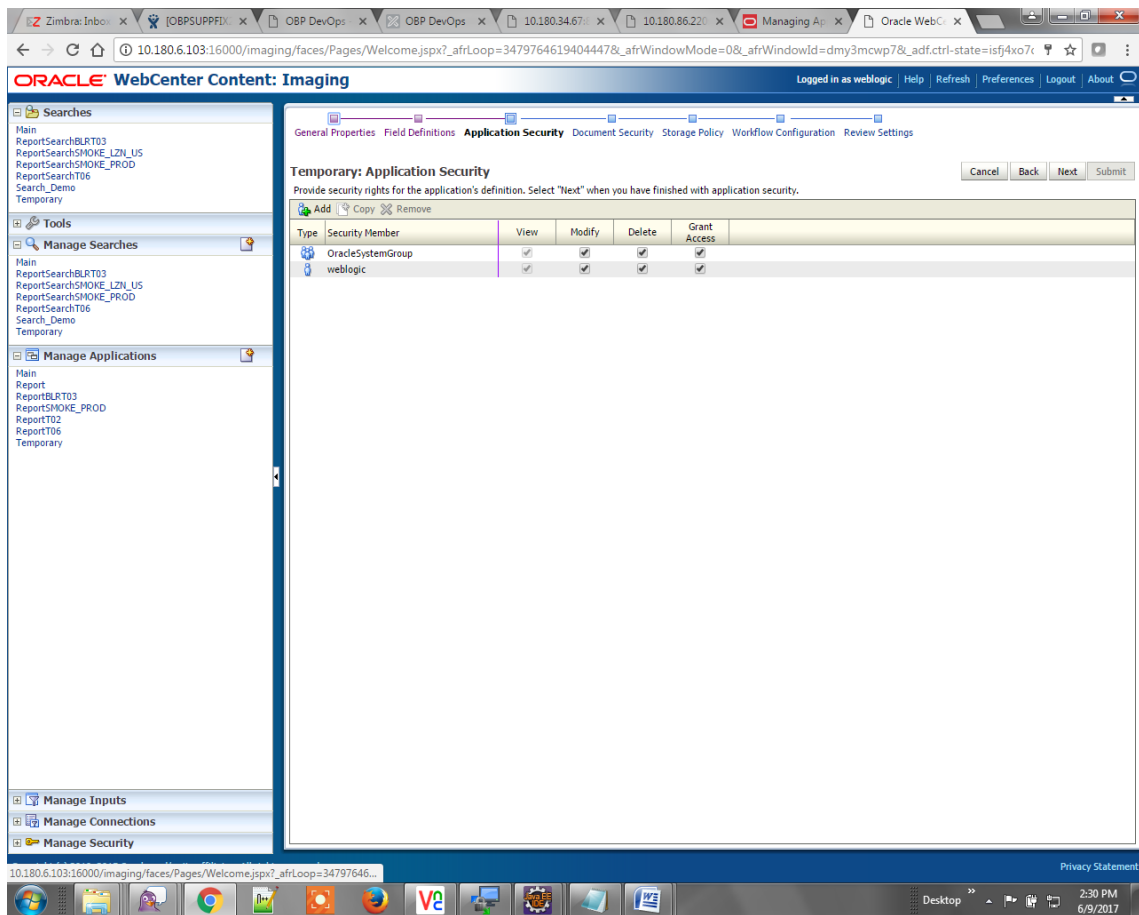 Zimbra: Inbo
[OBPSUPPFIX
OBP DevOps
OBP DevOps
10.180.34.67:
10.180.86.220
Managing Ap
Oracle WebCe
10.180.6.103:16000/imaging/faces/Pages/Welcome.jspx?_afrLoop=3479764619404447&_afrWindowMode=0&_afrWindowId=dmy3mcwp7&_adf.ctrl-state=isfj4xo7c
ORACLE WebCenter Content: Imaging
Logged in as weblogic Help Refresh Preferences Logout About
Searches
Main
ReportSearchBLRT03
ReportSearchSMOKE_LZN_US
ReportSearchSMOKE_PROD
ReportSearchT06
Search_Demo
Temporary
Tools
Manage Searches
Main
ReportSearchBLRT03
ReportSearchSMOKE_LZN_US
ReportSearchSMOKE_PROD
ReportSearchT06
Search_Demo
Temporary
Manage Applications
Main
Report
ReportBLRT03
ReportSMOKE_PROD
ReportT02
ReportT06
Temporary
Manage Inputs
Manage Connections
Manage Security
General Properties Field Definitions Application Security Document Security Storage Policy Workflow Configuration Review Settings
Temporary: Application Security
Cancel Back Next Submit
Provide security rights for the application's definition. Select "Next" when you have finished with application security.
Add Copy Remove
Type Security Member View Modify Delete Grant Access
OracleSystemGroup
weblogic
Privacy Statement
10.180.6.103:16000/imaging/faces/Pages/Welcome.jspx?_afrLoop=34797646...
Desktop
2:30 PM
6/9/2017